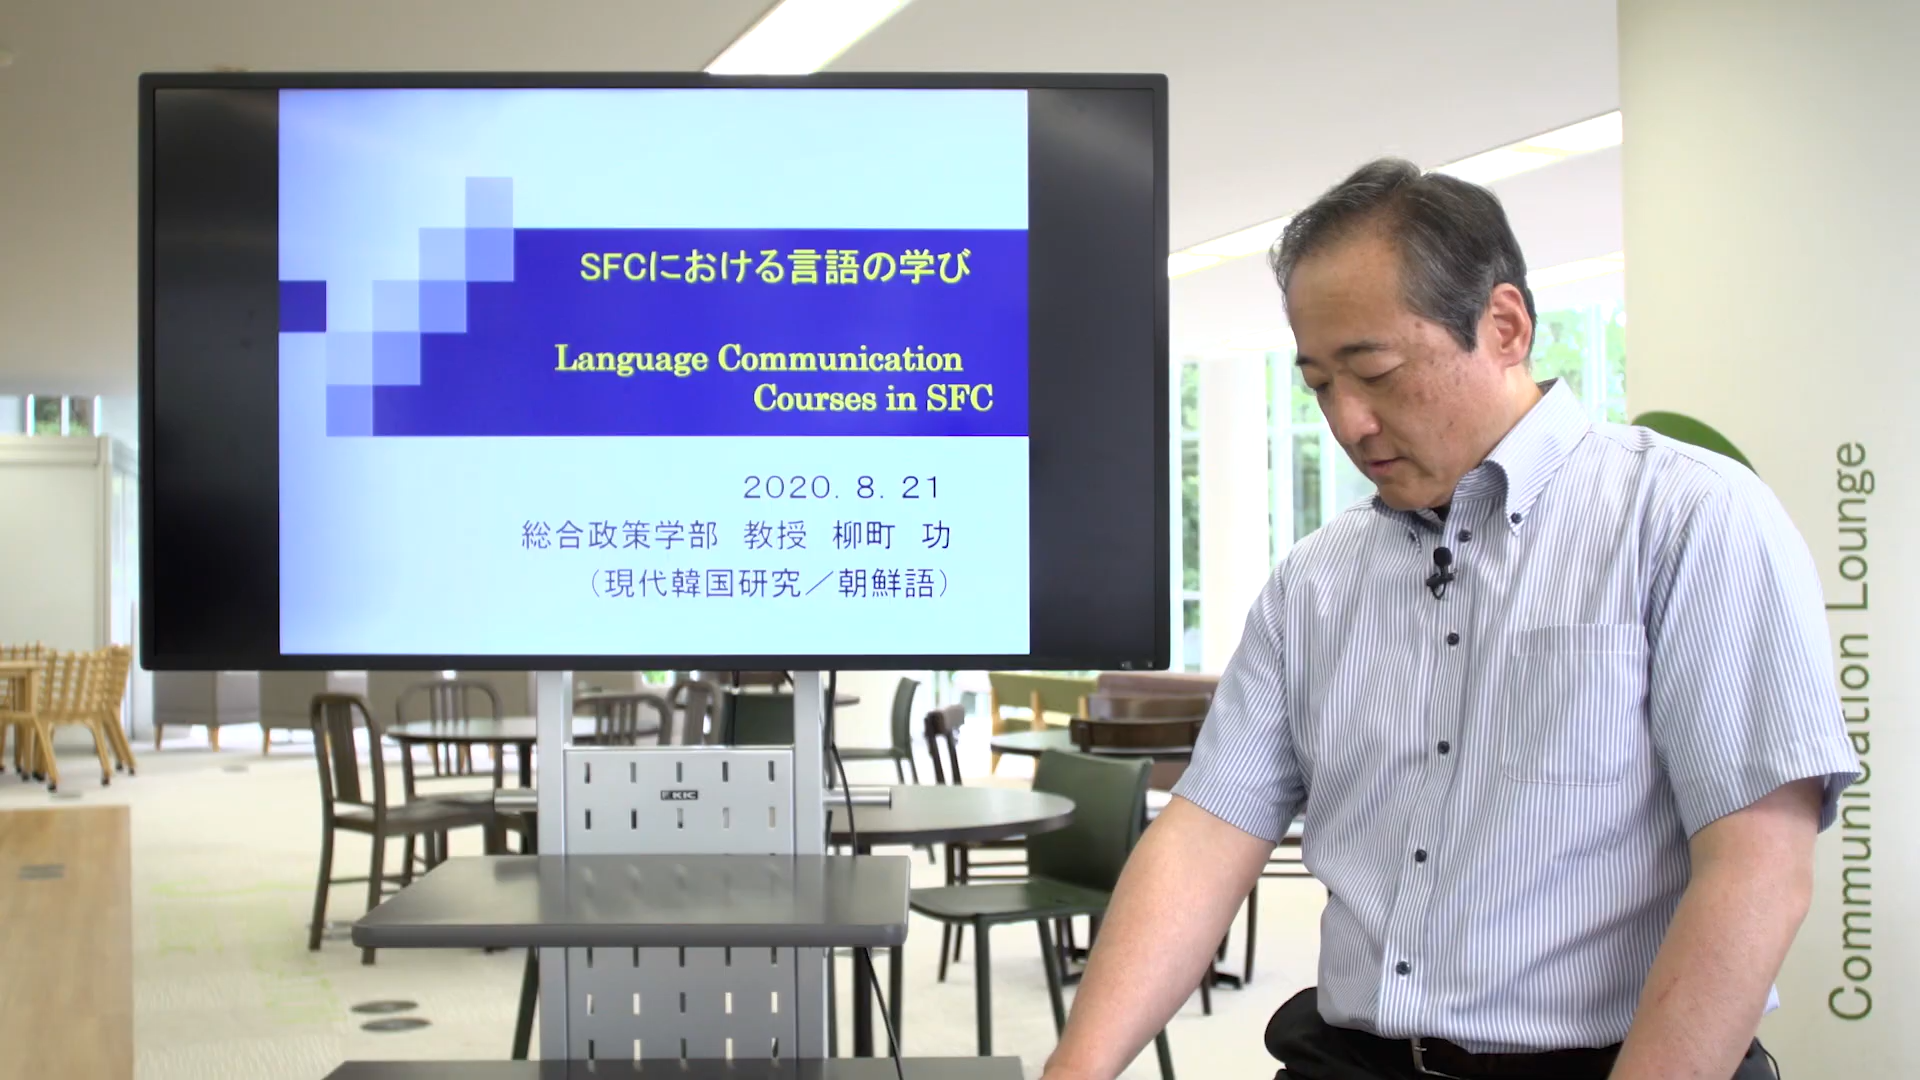 SFCにおける言語の学び
Language Communication
Courses in SFC
2020. 8. 21
総合政策学部 教授 柳町 功
（現代韓国研究／朝鮮語）
KIC
Communication Lounge